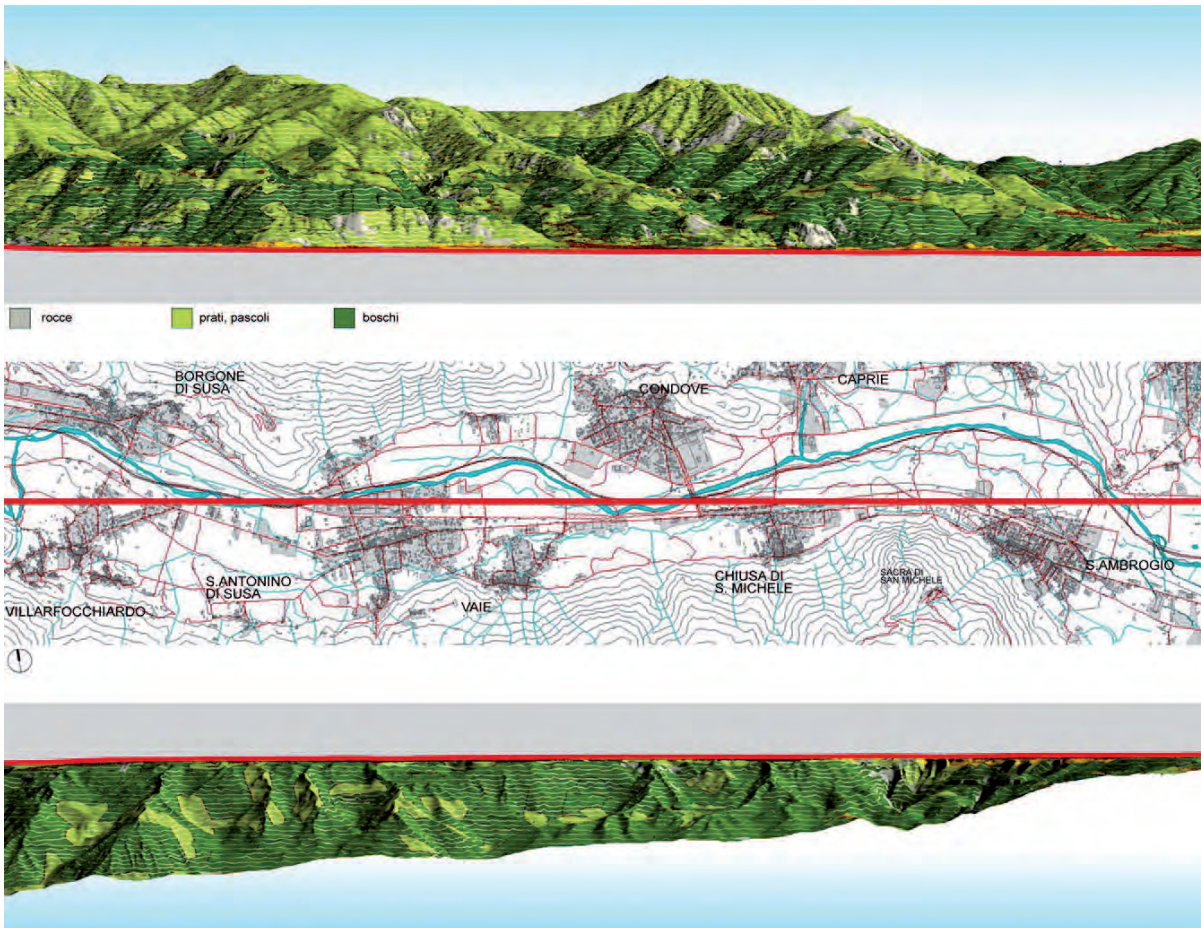 rocce
prati, pascoli
boschi
BORGONE
DI SUSA
CONDOVE
CAPRIE
S.ANTONINO
DI SUSA
VILLARFOCCHIARDO
VAIE
CHIUSA DI
S. MICHELE
SACRA DI
SAN MICHELE
S.AMBROGIO